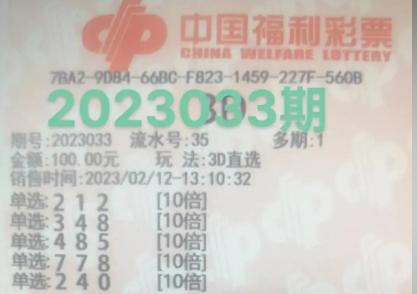 中国福利彩票
CHINA WELFARE LOTTERY
7BA2-9D84-66BC-F823-1459-227F-560B
3D
2023033期
期号:2023033 流水号:35 多期:1
金额:100.00元 玩 法:3D直选
销售时间:2023/02/12-13:10:32
单选:2 1 2 [10倍]
单选:3 4 8 [10倍]
单选:4 8 5 [10倍]
单选:7 7 8 [10倍]
单选:2 4 0 [10倍]